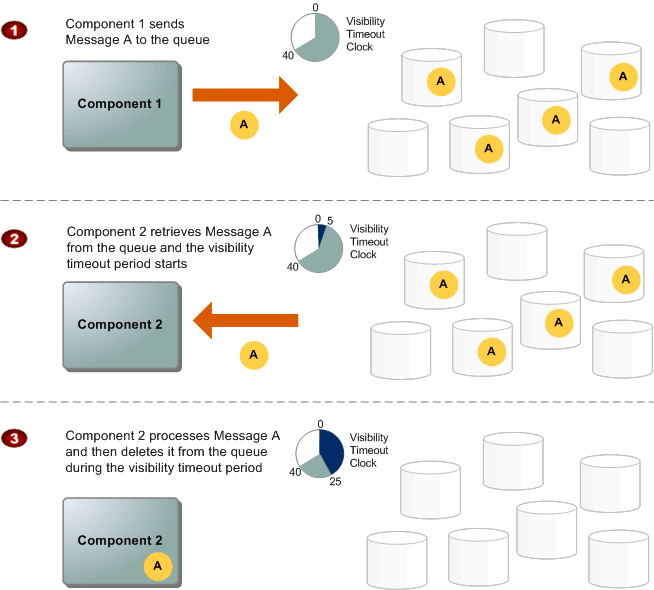 1
Component 1 sends
Message A to the queue
0
40
Visibility
Timeout
Clock
Component 1
A
A
A
A
A
2
Component 2 retrieves Message A
from the queue and the visibility
timeout period starts
0 5
40
Visibility
Timeout
Clock
Component 2
A
A
A
A
A
3
Component 2 processes Message A
and then deletes it from the queue
during the visibility timeout period
0
40
25
Visibility
Timeout
Clock
Component 2
A